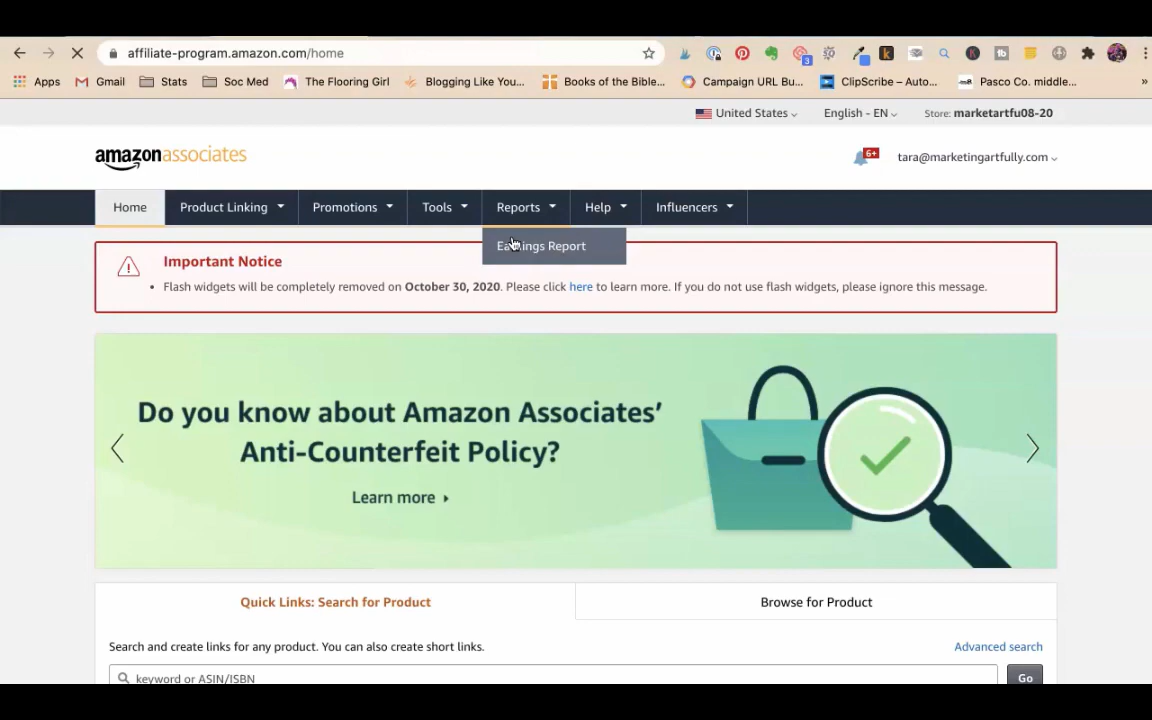 affiliate-program.amazon.com/home
3
Apps Gmail Stats Soc Med The Flooring Girl Blogging Like You... Books of the Bible... Campaign URL Bu... ClipScribe – Auto... Pasco Co. middle... »
United States English - EN Store: marketartfu08-20
amazonassociates
6+ tara@marketingartfully.com
Home Product Linking Promotions Tools Reports Help Influencers
Earnings Report
Important Notice
• Flash widgets will be completely removed on October 30, 2020. Please click here to learn more. If you do not use flash widgets, please ignore this message.
Do you know about Amazon Associates’
Anti-Counterfeit Policy?
Learn more
Quick Links: Search for Product Browse for Product
Search and create links for any product. You can also create short links. Advanced search
keyword or ASIN/ISBN Go